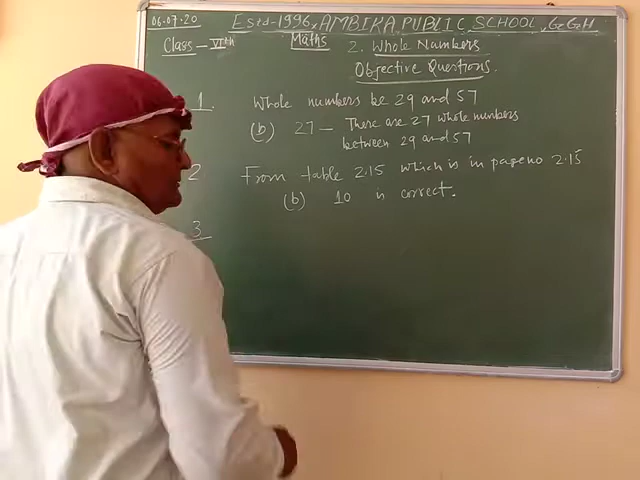 06.07.20 Estd-1996, AMBIKA PUBLIC SCHOOL, GZGH
Class - VIth Maths 2. Whole Numbers
Objective Questions.
1. Whole numbers be 29 and 57
(b) 27 - There are 27 whole numbers
between 29 and 57
2 From table 2.15 which is in page no 2.15
(b) 10 is correct.
3